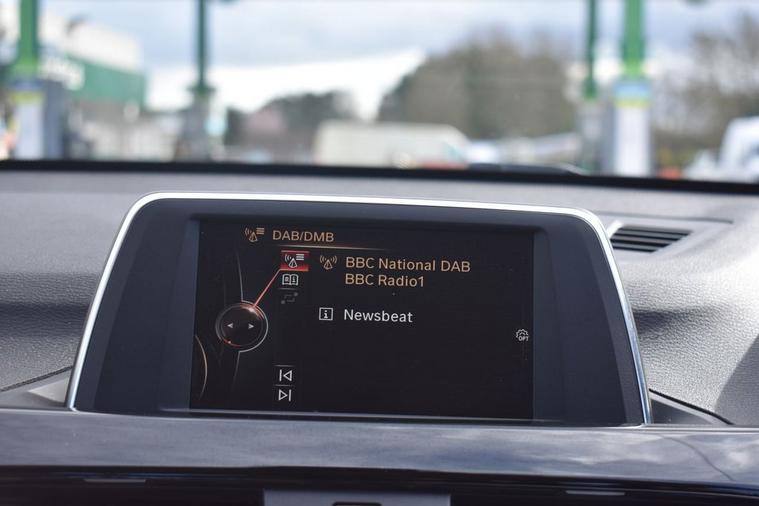 DAB/DMB
BBC National DAB
BBC Radio1
Newsbeat
OPT